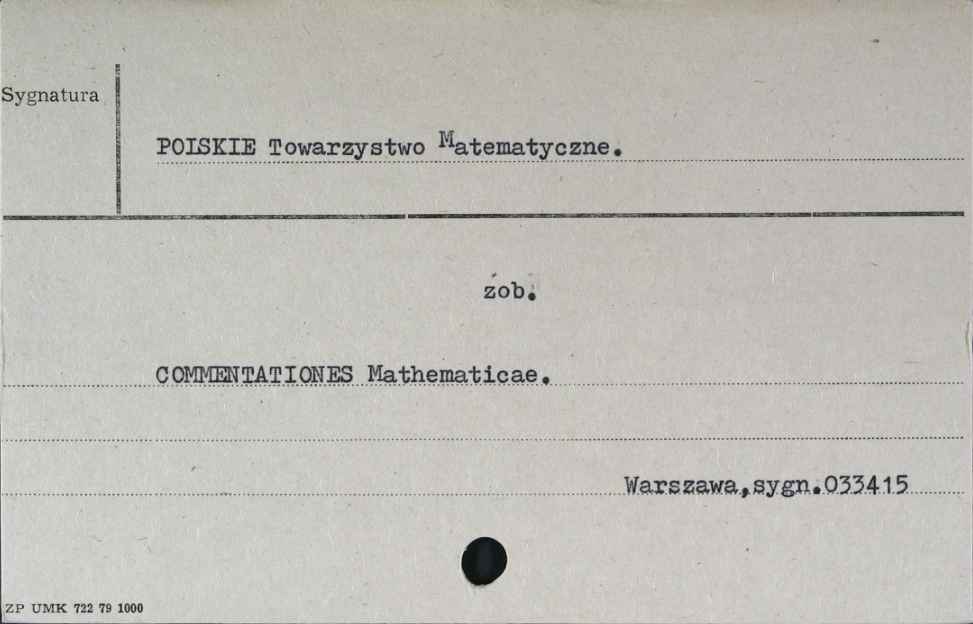 Sygnatura
POISKIE Towarzystwo Matematyczne.
zob.
COMMENTATIONES Mathematicae.
Warszawa,sygn.033415
ZP UMK 722 79 1000